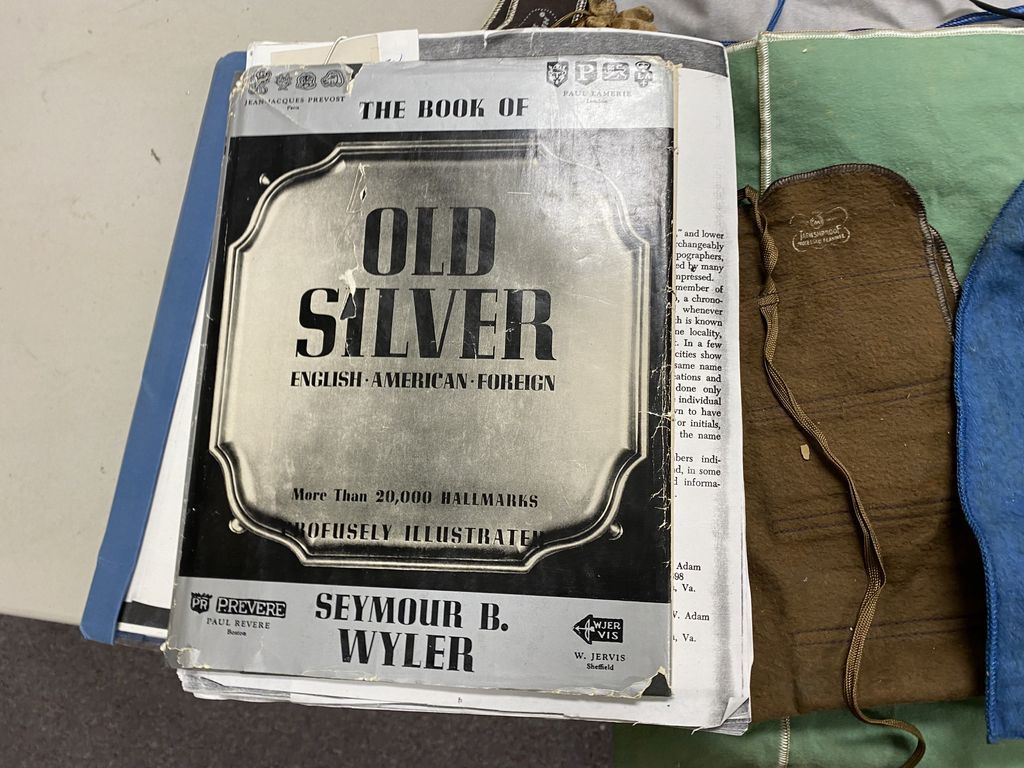 JEAN JACQUES PREVOST
Paris
P
PAUL LAMERIE
London
THE BOOK OF
OLD
SILVER
ENGLISH · AMERICAN · FOREIGN
More Than 20,000 HALLMARKS
PROFUSELY ILLUSTRATED
PR PREVERE
PAUL REVERE
Boston
SEYMOUR B.
WYLER
WJER
VIS
W. JERVIS
Sheffield
," and lower
rchangeably
pographers,
ed by many
mpressed.
member of
, a chrono-
whenever
h is known
ne locality,
. In a few
cities show
same name
ations and
done only
individual
vn to have
or initials,
the name
bers indi-
d, in some
informa-
Adam
98
, Va.
. Adam
, Va.